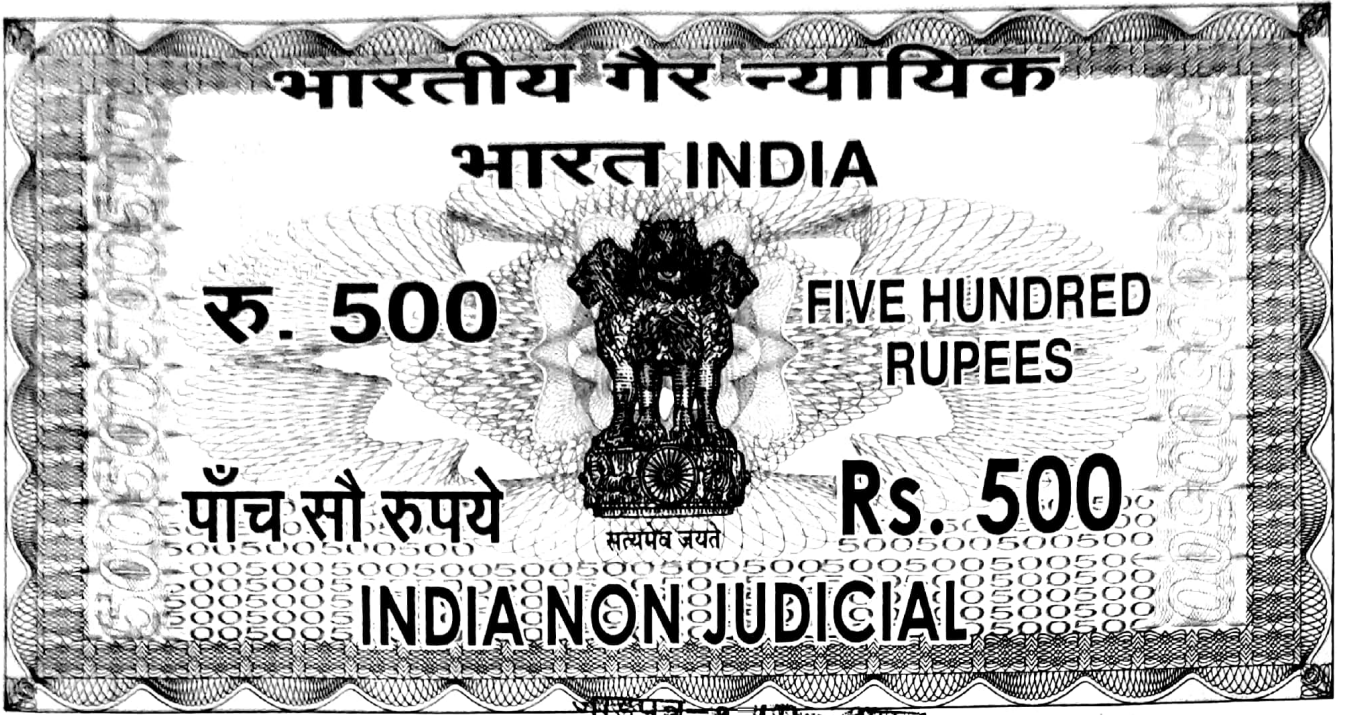 भारतीय गैर न्यायिक
भारत INDIA
रु. 500
FIVE HUNDRED
RUPEES
पाँच सौ रुपये
Rs. 500
सत्यमेव जयते
INDIA NON JUDICIAL